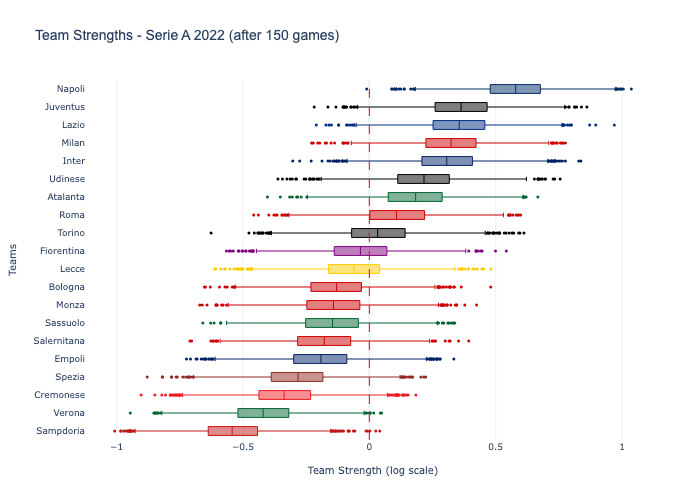 Team Strengths - Serie A 2022 (after 150 games)
Napoli
Juventus
Lazio
Milan
Inter
Udinese
Atalanta
Roma
Torino
Fiorentina
Lecce
Bologna
Monza
Sassuolo
Salernitana
Empoli
Spezia
Cremonese
Verona
Sampdoria
Teams
−1
−0.5
0
0.5
1
Team Strength (log scale)